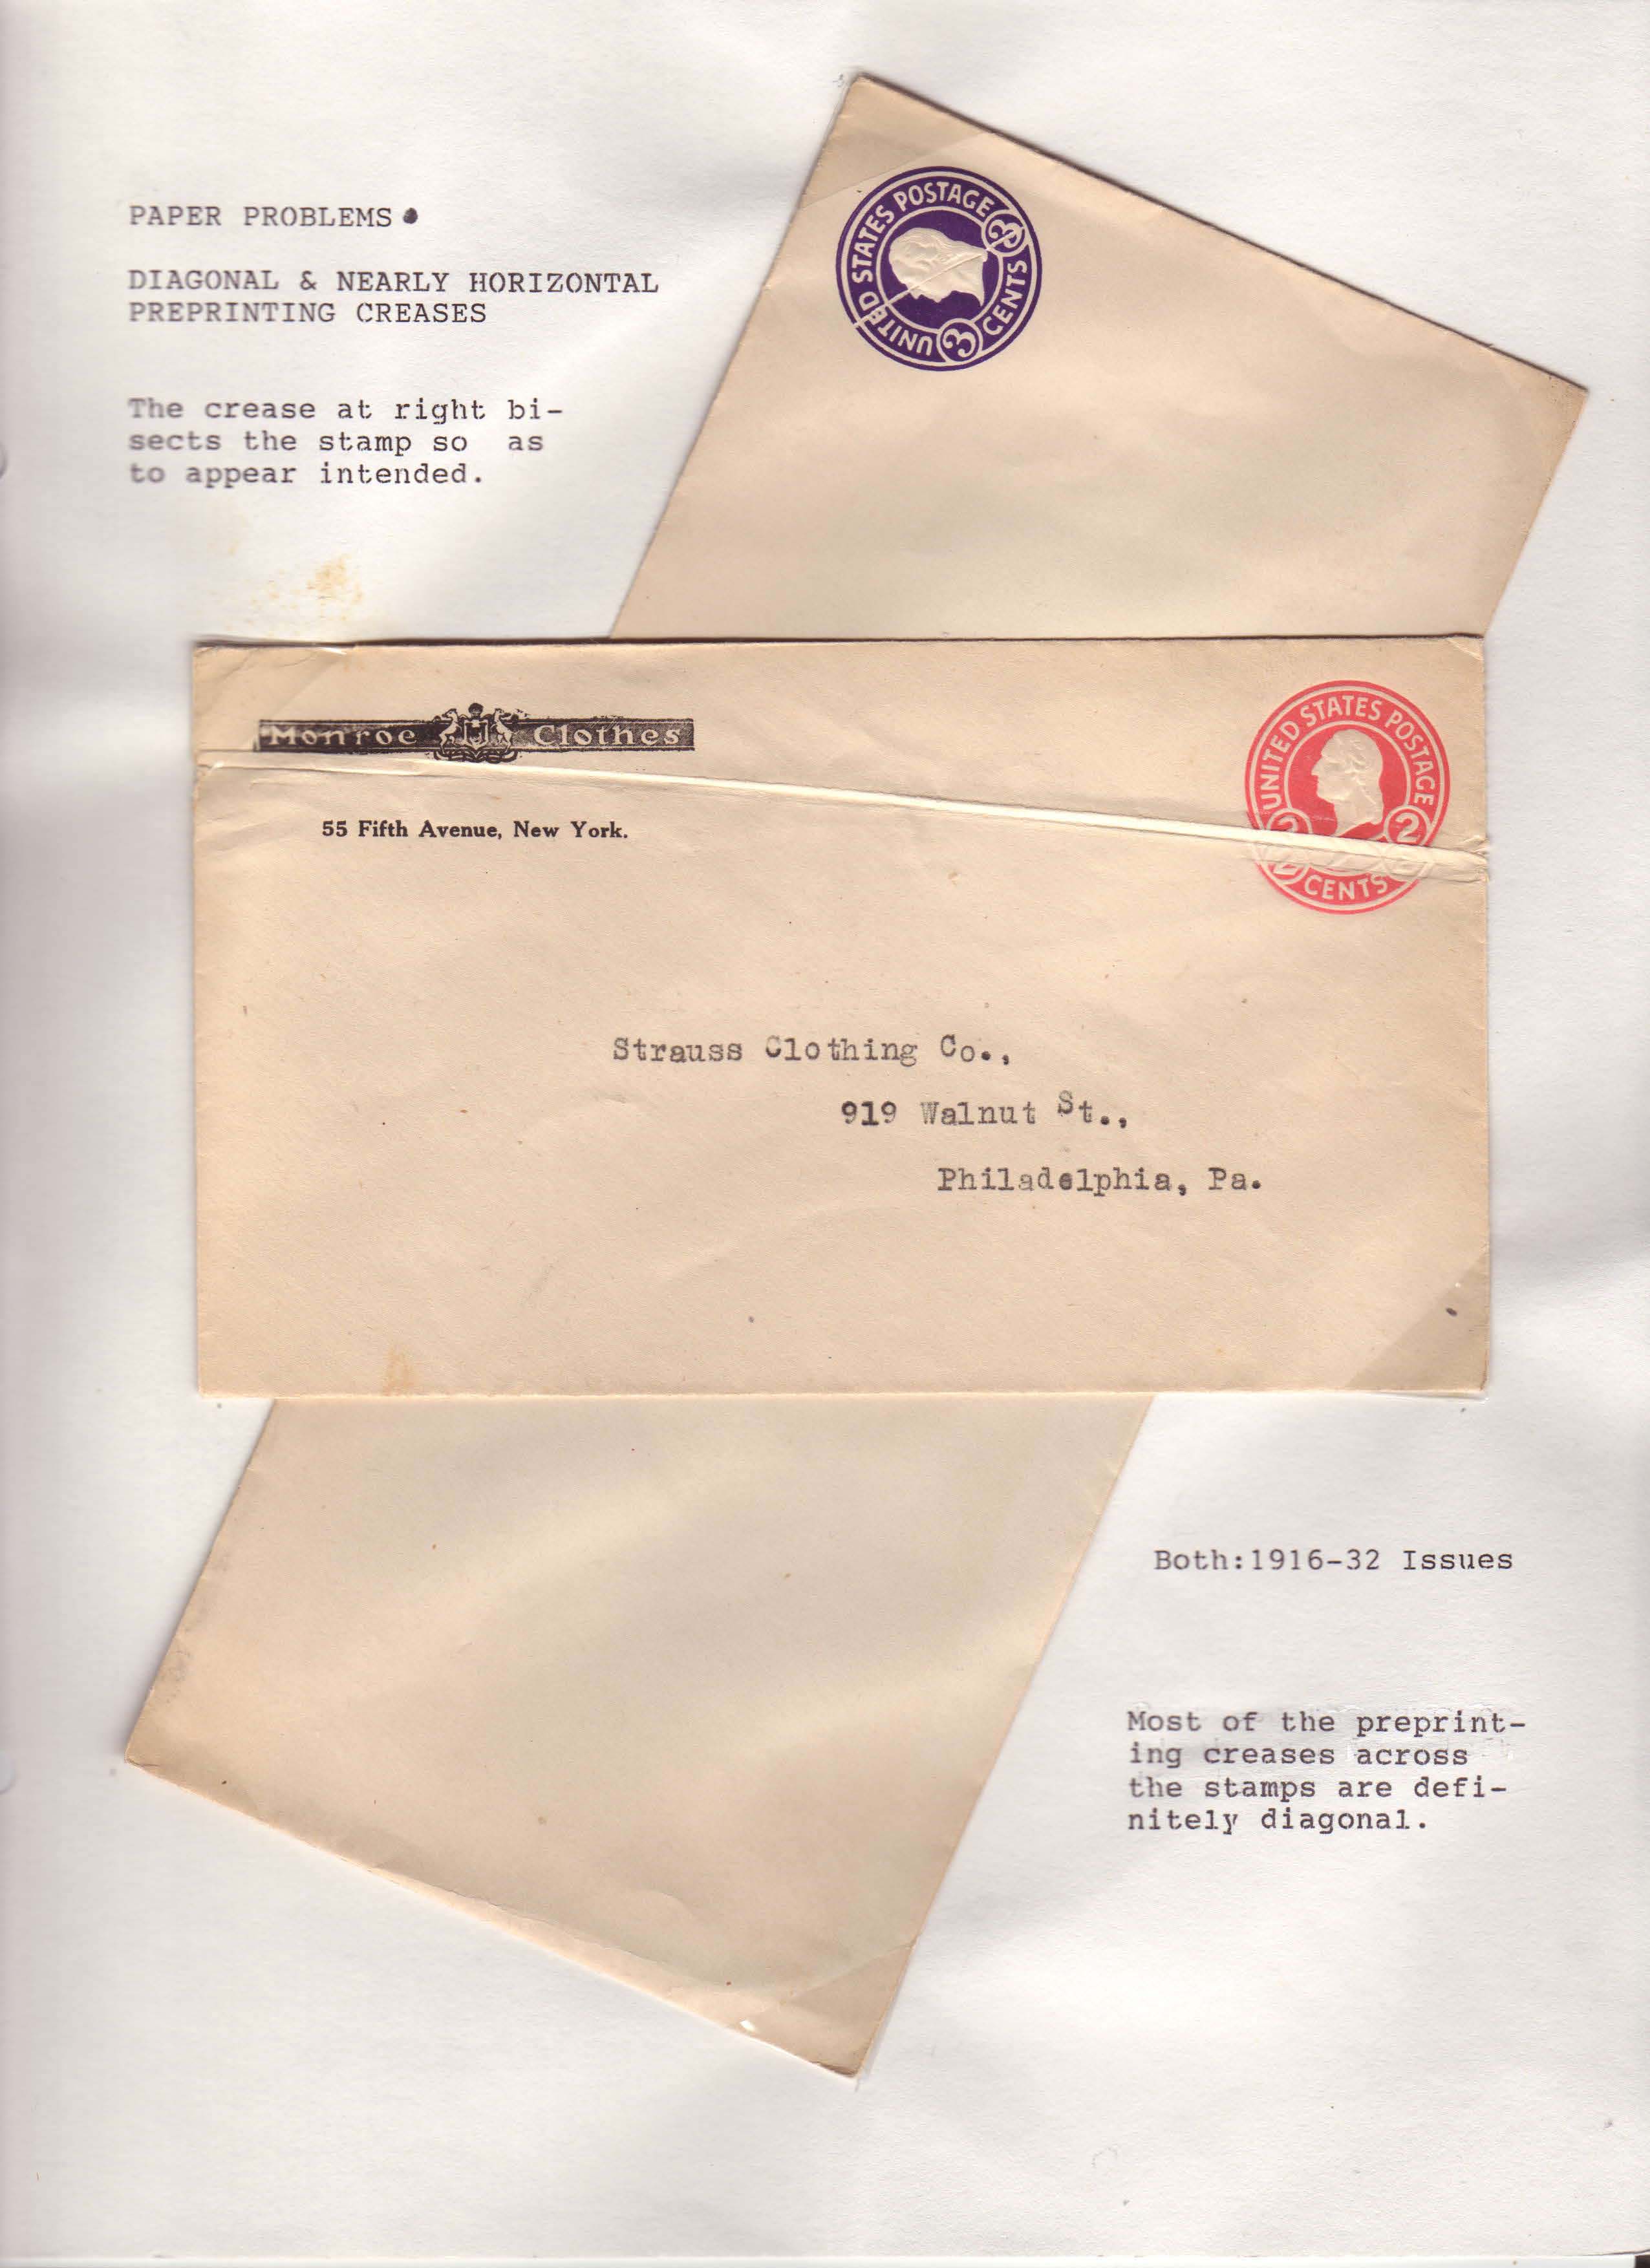 PAPER PROBLEMS
DIAGONAL & NEARLY HORIZONTAL
PREPRINTING CREASES
The crease at right bi-
sects the stamp so as
to appear intended.
UNITED STATES POSTAGE
3 CENTS 3
Monroe Clothes
55 Fifth Avenue, New York.
UNITED STATES POSTAGE
2 2
2 CENTS 2
Strauss Clothing Co.,
919 Walnut St.,
Philadelphia, Pa.
Both:1916-32 Issues
Most of the preprint-
ing creases across
the stamps are defi-
nitely diagonal.